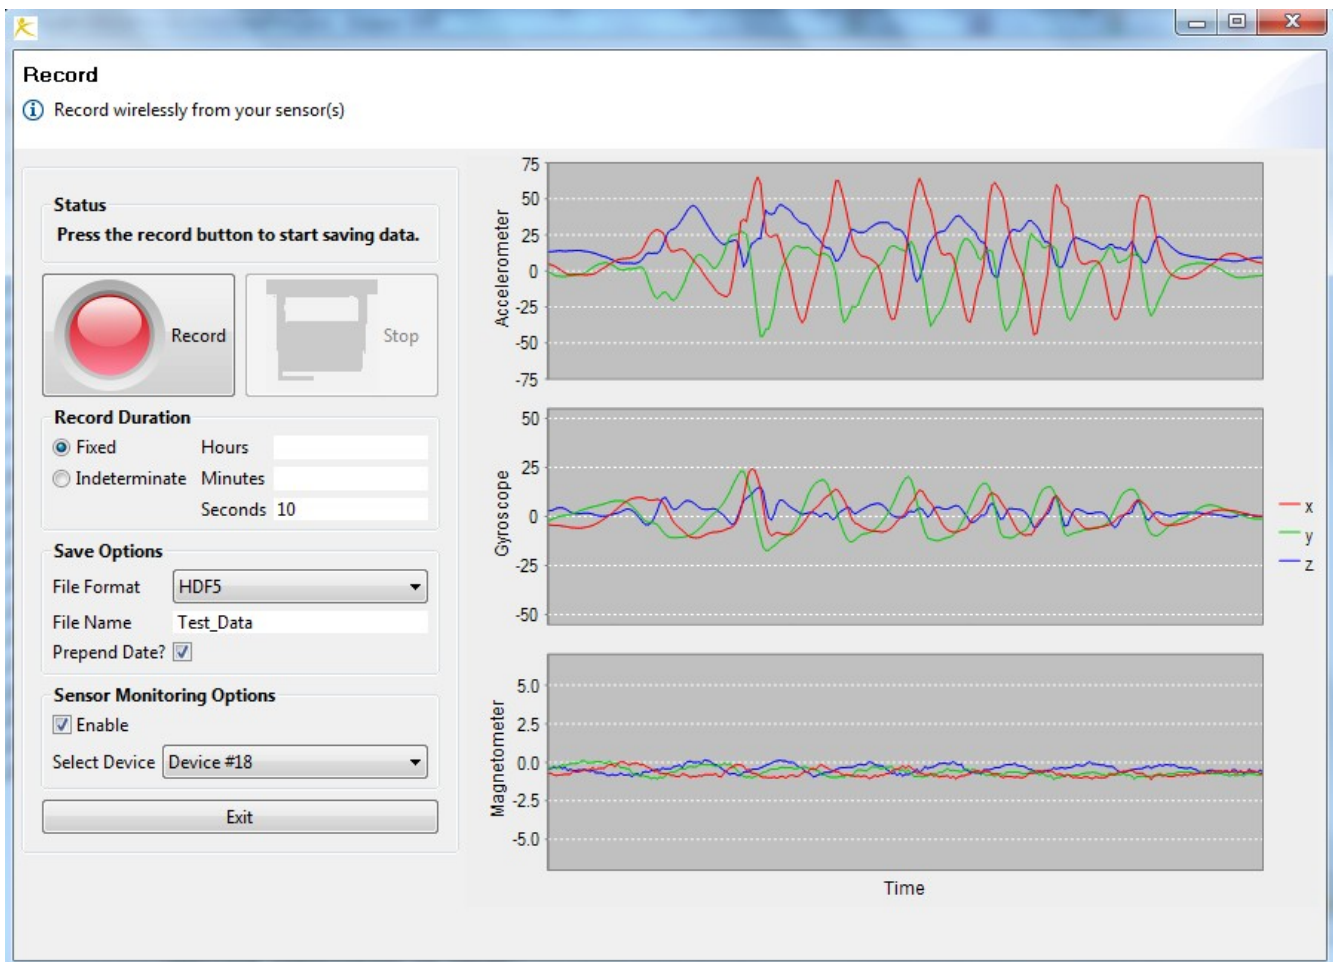 Record
Record wirelessly from your sensor(s)
Status
Press the record button to start saving data.
Record
Stop
Record Duration
Fixed Hours
Indeterminate Minutes
Seconds 10
Save Options
File Format HDF5
File Name Test_Data
Prepend Date?
Sensor Monitoring Options
Enable
Select Device Device #18
Exit
Accelerometer
75
50
25
0
-25
-50
-75
Gyroscope
50
25
0
-25
-50
Magnetometer
5.0
2.5
0.0
-2.5
-5.0
Time
x
y
z